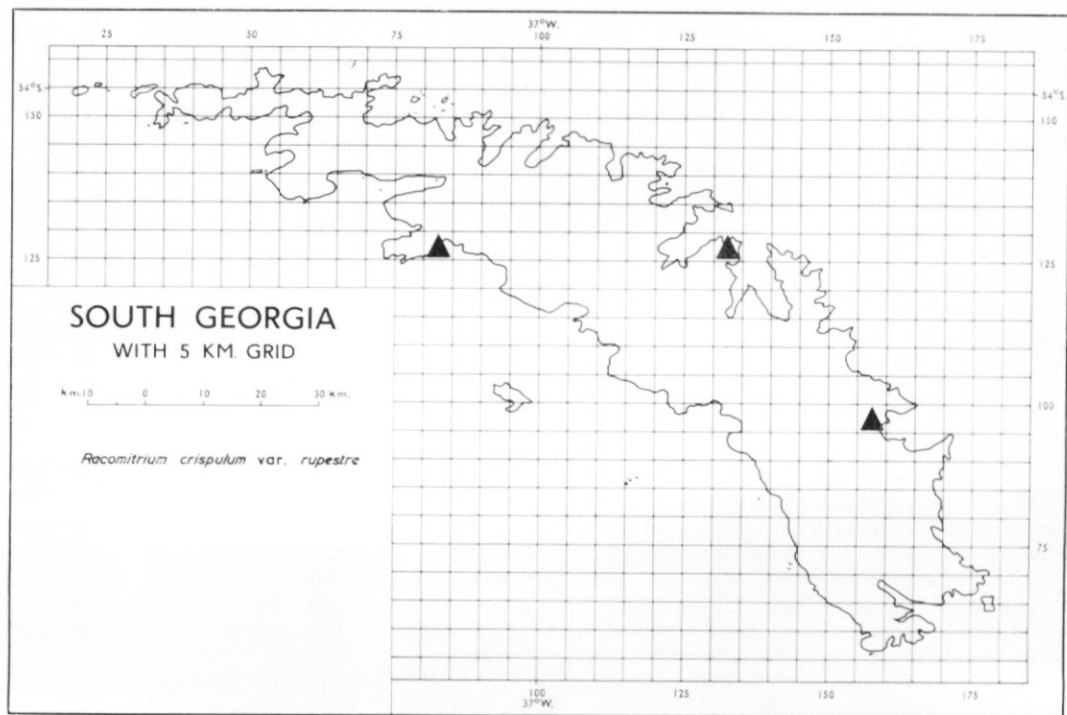 37°W.
25 50 75 100 125 150 175
54°S. 54°S.
150 150
125 125
SOUTH GEORGIA
WITH 5 KM. GRID
km.10 0 10 20 30 km.
100
Racomitrium crispulum var. rupestre
75
100 125 150 175
37°W.